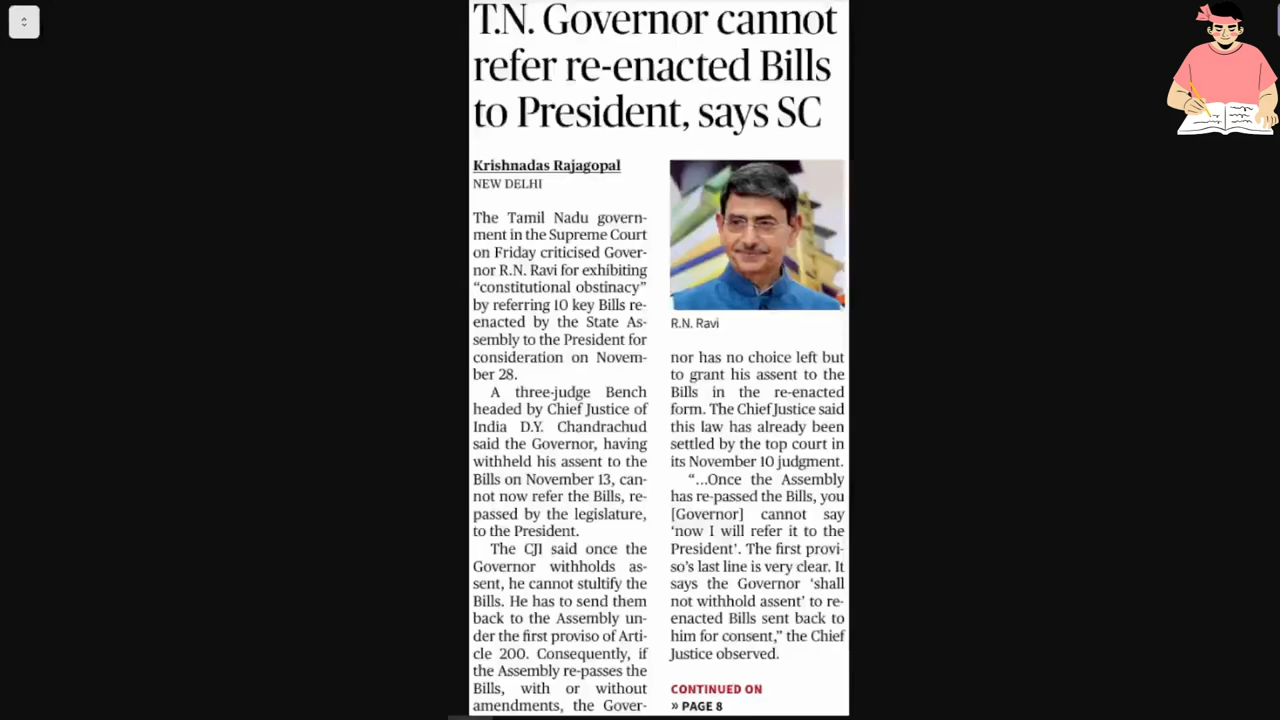 T.N. Governor cannot
refer re-enacted Bills
to President, says SC
Krishnadas Rajagopal
NEW DELHI
The Tamil Nadu govern-
ment in the Supreme Court
on Friday criticised Gover-
nor R.N. Ravi for exhibiting
“constitutional obstinacy”
by referring 10 key Bills re-
enacted by the State As-
sembly to the President for
consideration on Novem-
ber 28.
A three-judge Bench
headed by Chief Justice of
India D.Y. Chandrachud
said the Governor, having
withheld his assent to the
Bills on November 13, can-
not now refer the Bills, re-
passed by the legislature,
to the President.
The CJI said once the
Governor withholds as-
sent, he cannot stultify the
Bills. He has to send them
back to the Assembly un-
der the first proviso of Arti-
cle 200. Consequently, if
the Assembly re-passes the
Bills, with or without
amendments, the Gover-
R.N. Ravi
nor has no choice left but
to grant his assent to the
Bills in the re-enacted
form. The Chief Justice said
this law has already been
settled by the top court in
its November 10 judgment.
“...Once the Assembly
has re-passed the Bills, you
[Governor] cannot say
‘now I will refer it to the
President’. The first provi-
so’s last line is very clear. It
says the Governor ‘shall
not withhold assent’ to re-
enacted Bills sent back to
him for consent,” the Chief
Justice observed.
CONTINUED ON
» PAGE 8